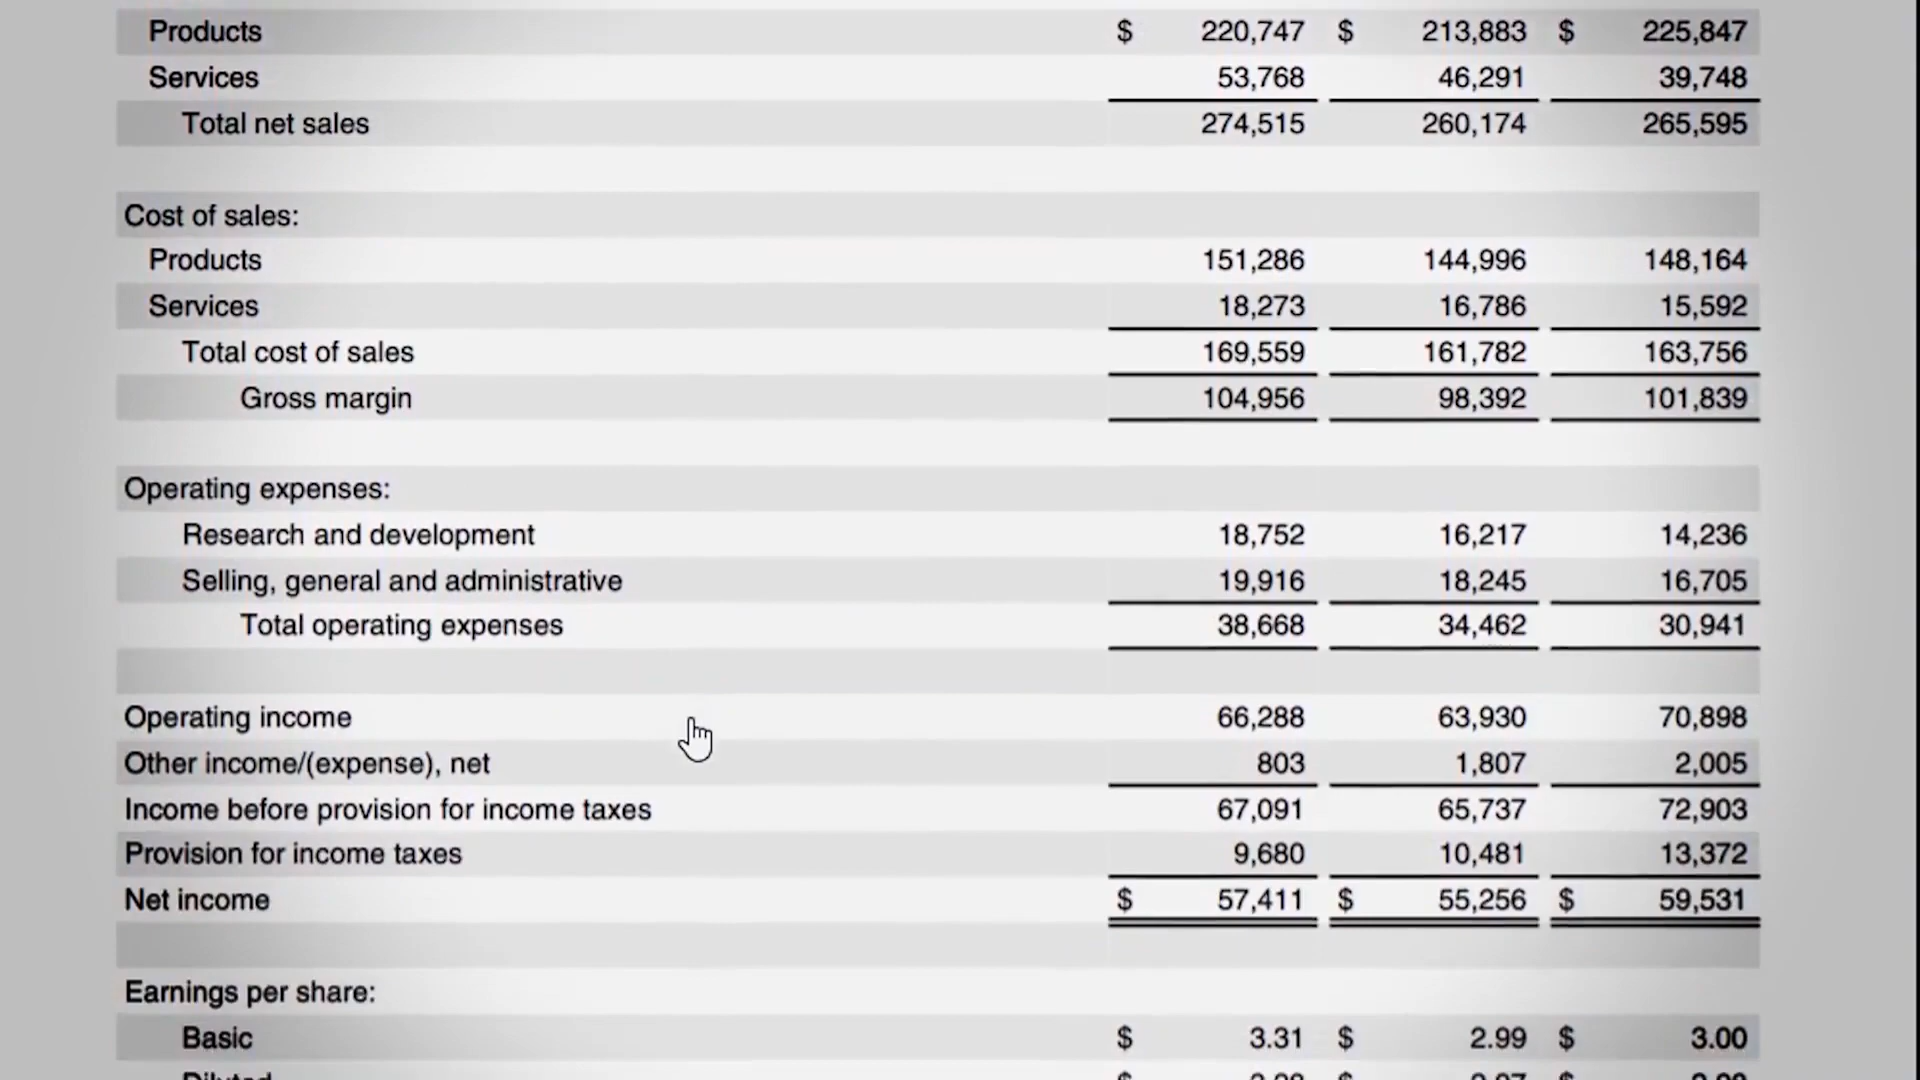 Products $ 220,747 $ 213,883 $ 225,847
Services 53,768 46,291 39,748
Total net sales 274,515 260,174 265,595
Cost of sales:
Products 151,286 144,996 148,164
Services 18,273 16,786 15,592
Total cost of sales 169,559 161,782 163,756
Gross margin 104,956 98,392 101,839
Operating expenses:
Research and development 18,752 16,217 14,236
Selling, general and administrative 19,916 18,245 16,705
Total operating expenses 38,668 34,462 30,941
Operating income 66,288 63,930 70,898
Other income/(expense), net 803 1,807 2,005
Income before provision for income taxes 67,091 65,737 72,903
Provision for income taxes 9,680 10,481 13,372
Net income $ 57,411 $ 55,256 $ 59,531
Earnings per share:
Basic $ 3.31 $ 2.99 $ 3.00